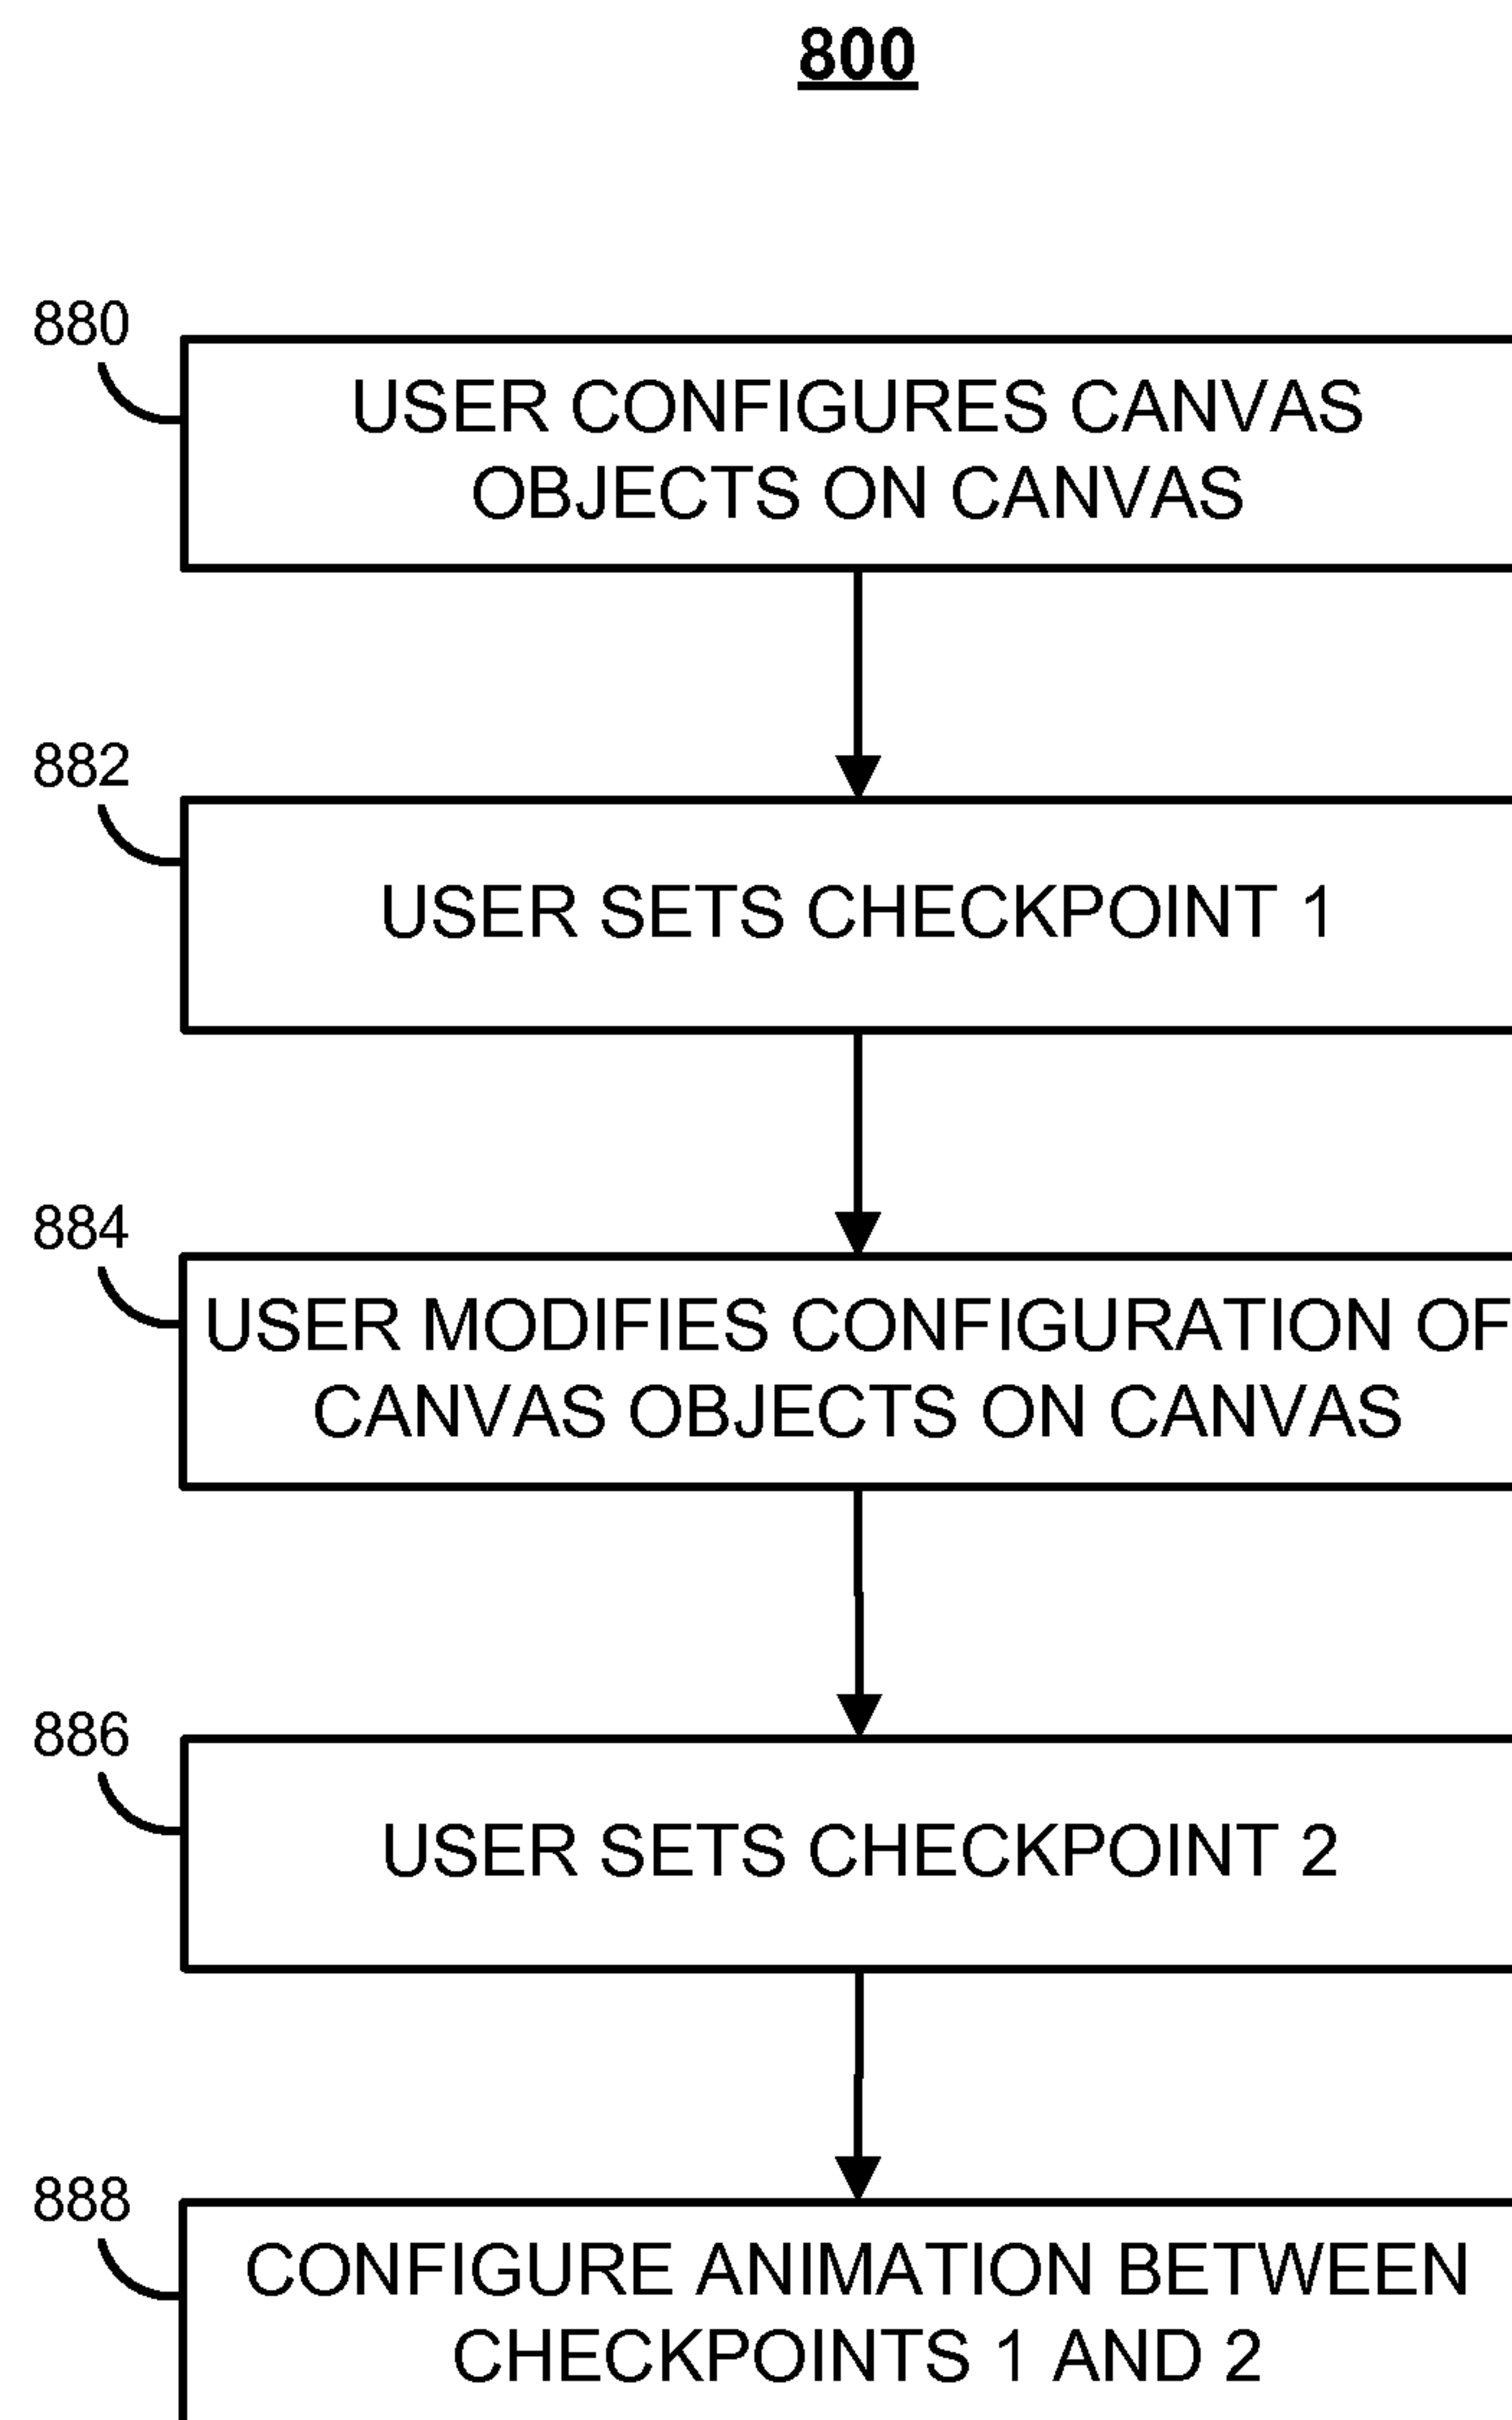 800
880
USER CONFIGURES CANVAS
OBJECTS ON CANVAS
882
USER SETS CHECKPOINT 1
884
USER MODIFIES CONFIGURATION OF
CANVAS OBJECTS ON CANVAS
886
USER SETS CHECKPOINT 2
888
CONFIGURE ANIMATION BETWEEN
CHECKPOINTS 1 AND 2